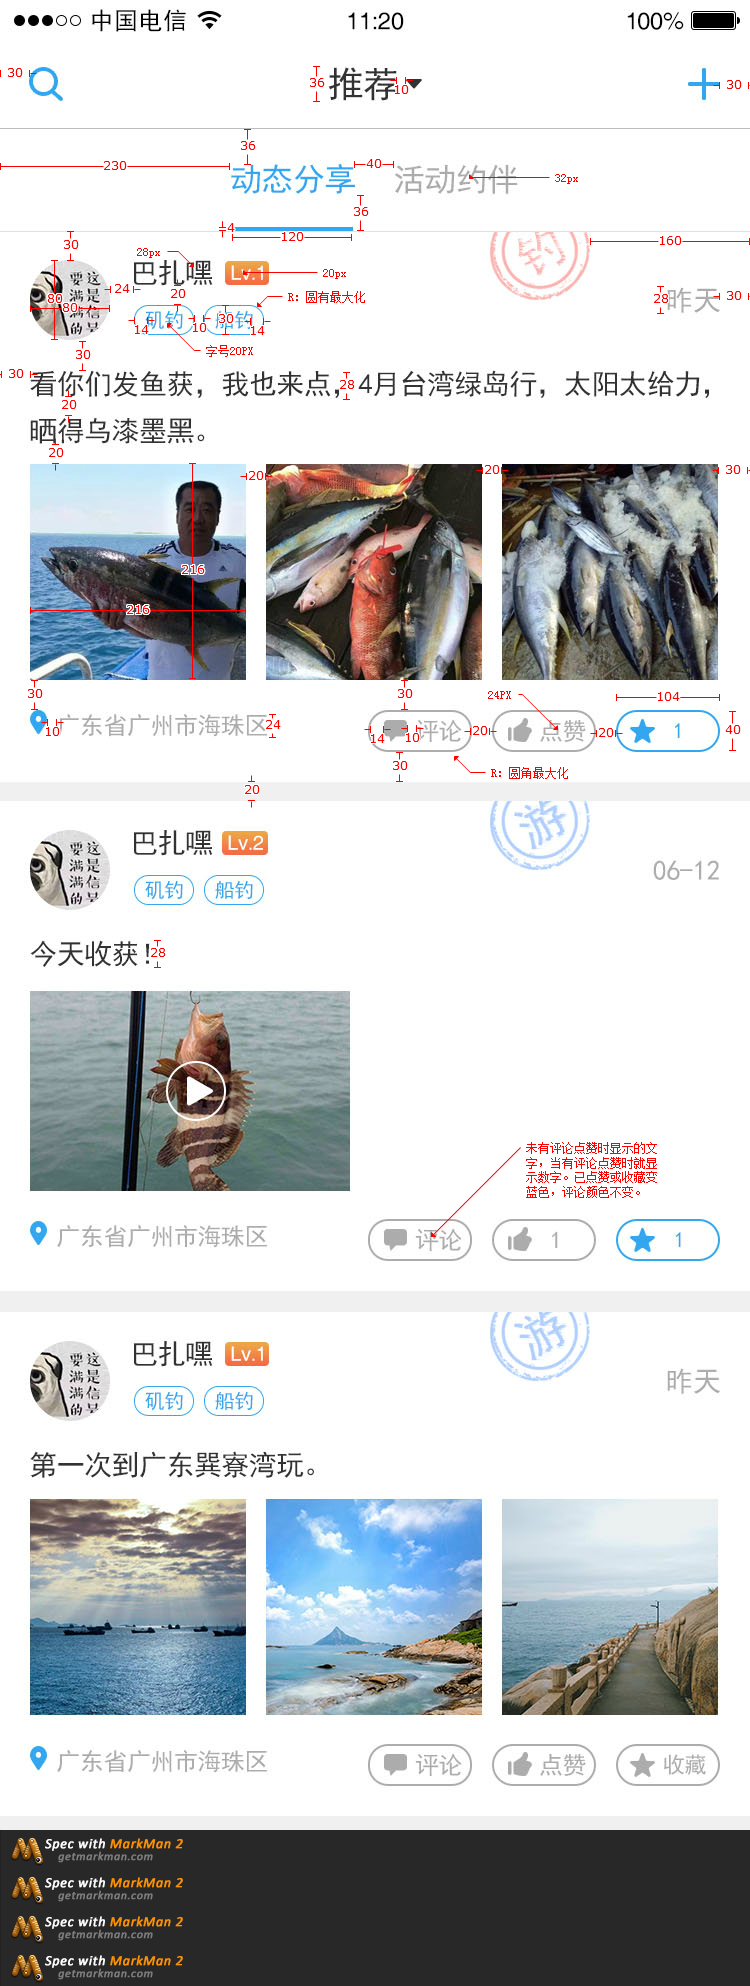 中国电信 11:20 100%
30 36 推荐 10 30
36
230 40
动态分享 活动约伴 32px
36
4 120
钓 160
30
28px 巴扎嘿 Lv.1 20px
80 80 24 20 R: 圆有最大化 28 昨天 30
矶钓 船钓
14 10 30 14
30 字号20PX
30 看你们发鱼获，我也来点，4月台湾绿岛行，太阳太给力， 28
20
晒得乌漆墨黑。
20
20 20 30
216
216
30 30 24PX 104
广东省广州市海珠区 24 评论 点赞 1
10 14 10 20 20 40
30 R: 圆角最大化
20
巴扎嘿 Lv.2 游
矶钓 船钓 06-12
要这
满是
满信
的呆
今天收获！ 28
未有评论点赞时显示的文
字，当有评论点赞时就显
示数字。已点赞或收藏变
蓝色，评论颜色不变。
广东省广州市海珠区 评论 1 1
巴扎嘿 Lv.1 游
矶钓 船钓 昨天
第一次到广东巽寮湾玩。
广东省广州市海珠区 评论 点赞 收藏
Spec with MarkMan 2
getmarkman.com
Spec with MarkMan 2
getmarkman.com
Spec with MarkMan 2
getmarkman.com
Spec with MarkMan 2
getmarkman.com